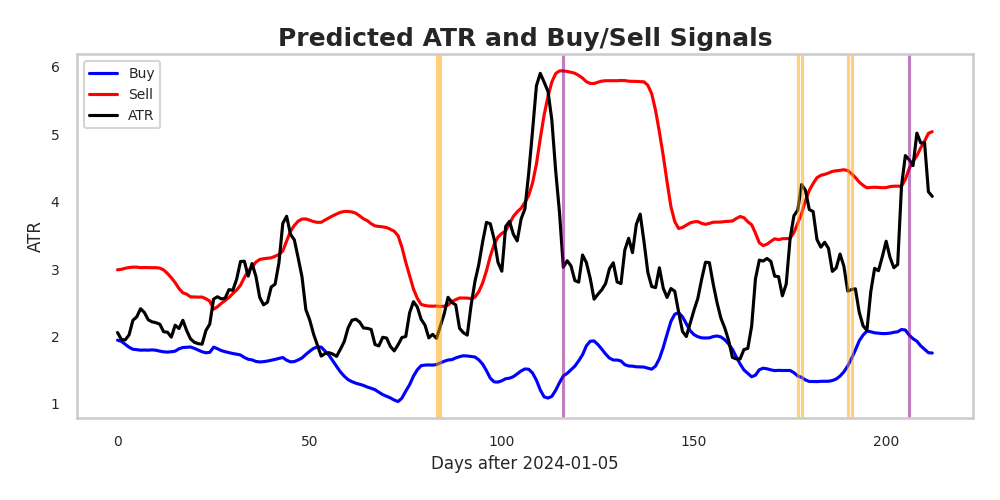 Predicted ATR and Buy/Sell Signals
Buy
Sell
ATR
6
5
4
3
2
1
ATR
0 50 100 150 200
Days after 2024-01-05